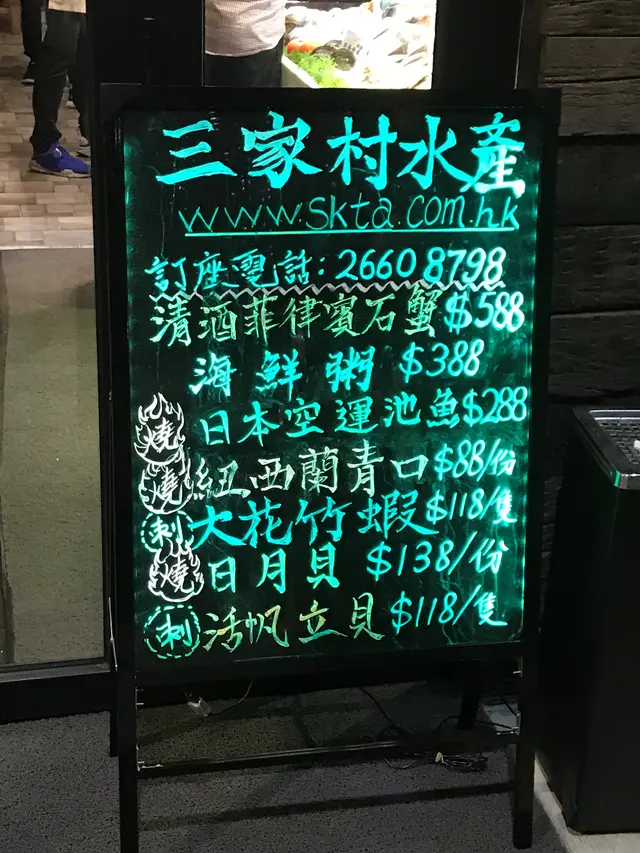 三家村水產
www.skta.com.hk
訂座電話：2660 8798
清酒菲律賓石蟹$588
海鮮粥 $388
燒 日本空運池魚$288
燒 紐西蘭青口$88/份
刺 大花竹蝦$118/隻
燒 日月貝 $138/份
刺 活帆立貝 $118/隻